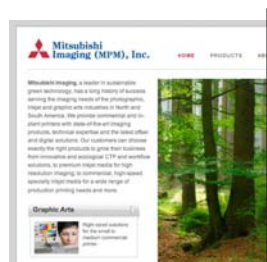 Mitsubishi
Imaging (MPM), Inc.
HOME PRODUCTS AB
Mitsubishi Imaging, a leader in sustainable
green technology, has a long history of success
serving the imaging needs of the photographic,
inkjet and graphic arts industries in North and
South America. We provide commercial and in-
plant printers with state-of-the-art imaging
products, technical expertise and the latest offset
and digital solutions. Our customers can choose
exactly the right products to grow their business
from innovative and ecological CTP and workflow
solutions, to premium inkjet media for high
resolution imaging, to commercial, high-speed
specialty inkjet media for a wide range of
production printing needs and more.
Graphic Arts
Right-sized solutions
for the small to
medium commercial
printer.